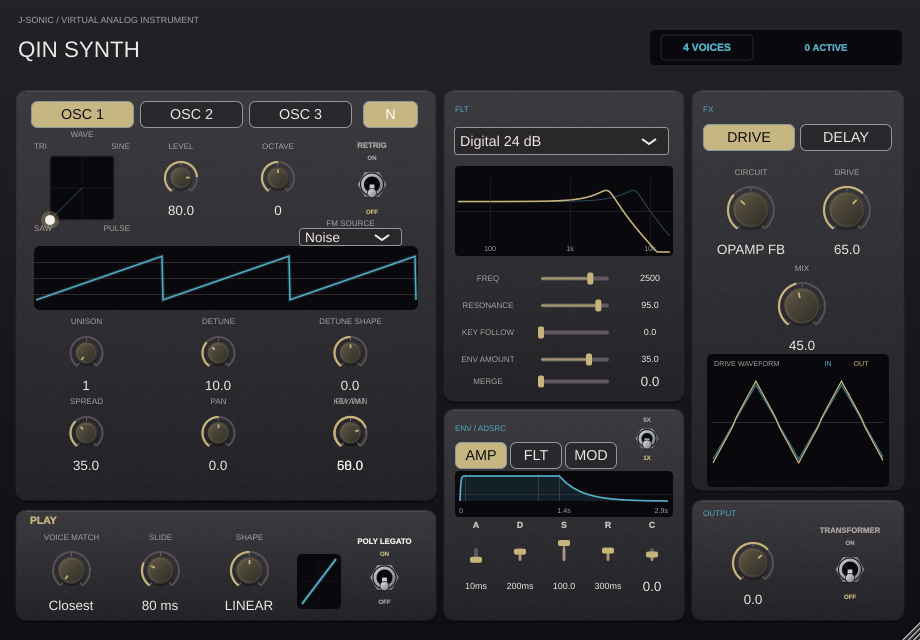 J-SONIC / VIRTUAL ANALOG INSTRUMENT
QIN SYNTH
4 VOICES 0 ACTIVE
OSC 1 OSC 2 OSC 3 N
WAVE
TRI SINE
SAW PULSE
LEVEL
80.0
OCTAVE
0
RETRIG
ON
OFF
FM SOURCE
Noise
UNISON DETUNE DETUNE SHAPE
1 10.0 0.0
SPREAD PAN
35.0 0.0
PLAY
VOICE MATCH SLIDE SHAPE
Closest 80 ms LINEAR
POLY LEGATO
ON
OFF
FLT
Digital 24 dB
100 1k 10k
FREQ 2500
RESONANCE 95.0
KEY FOLLOW 0.0
ENV AMOUNT 35.0
MERGE 0.0
ENV / ADSRC
5X
1X
AMP FLT MOD
0 1.4s 2.9s
A D S R C
10ms 200ms 100.0 300ms 0.0
FX
DRIVE DELAY
CIRCUIT DRIVE
OPAMP FB 65.0
MIX
45.0
DRIVE WAVEFORM IN OUT
OUTPUT
0.0
TRANSFORMER
ON
OFF